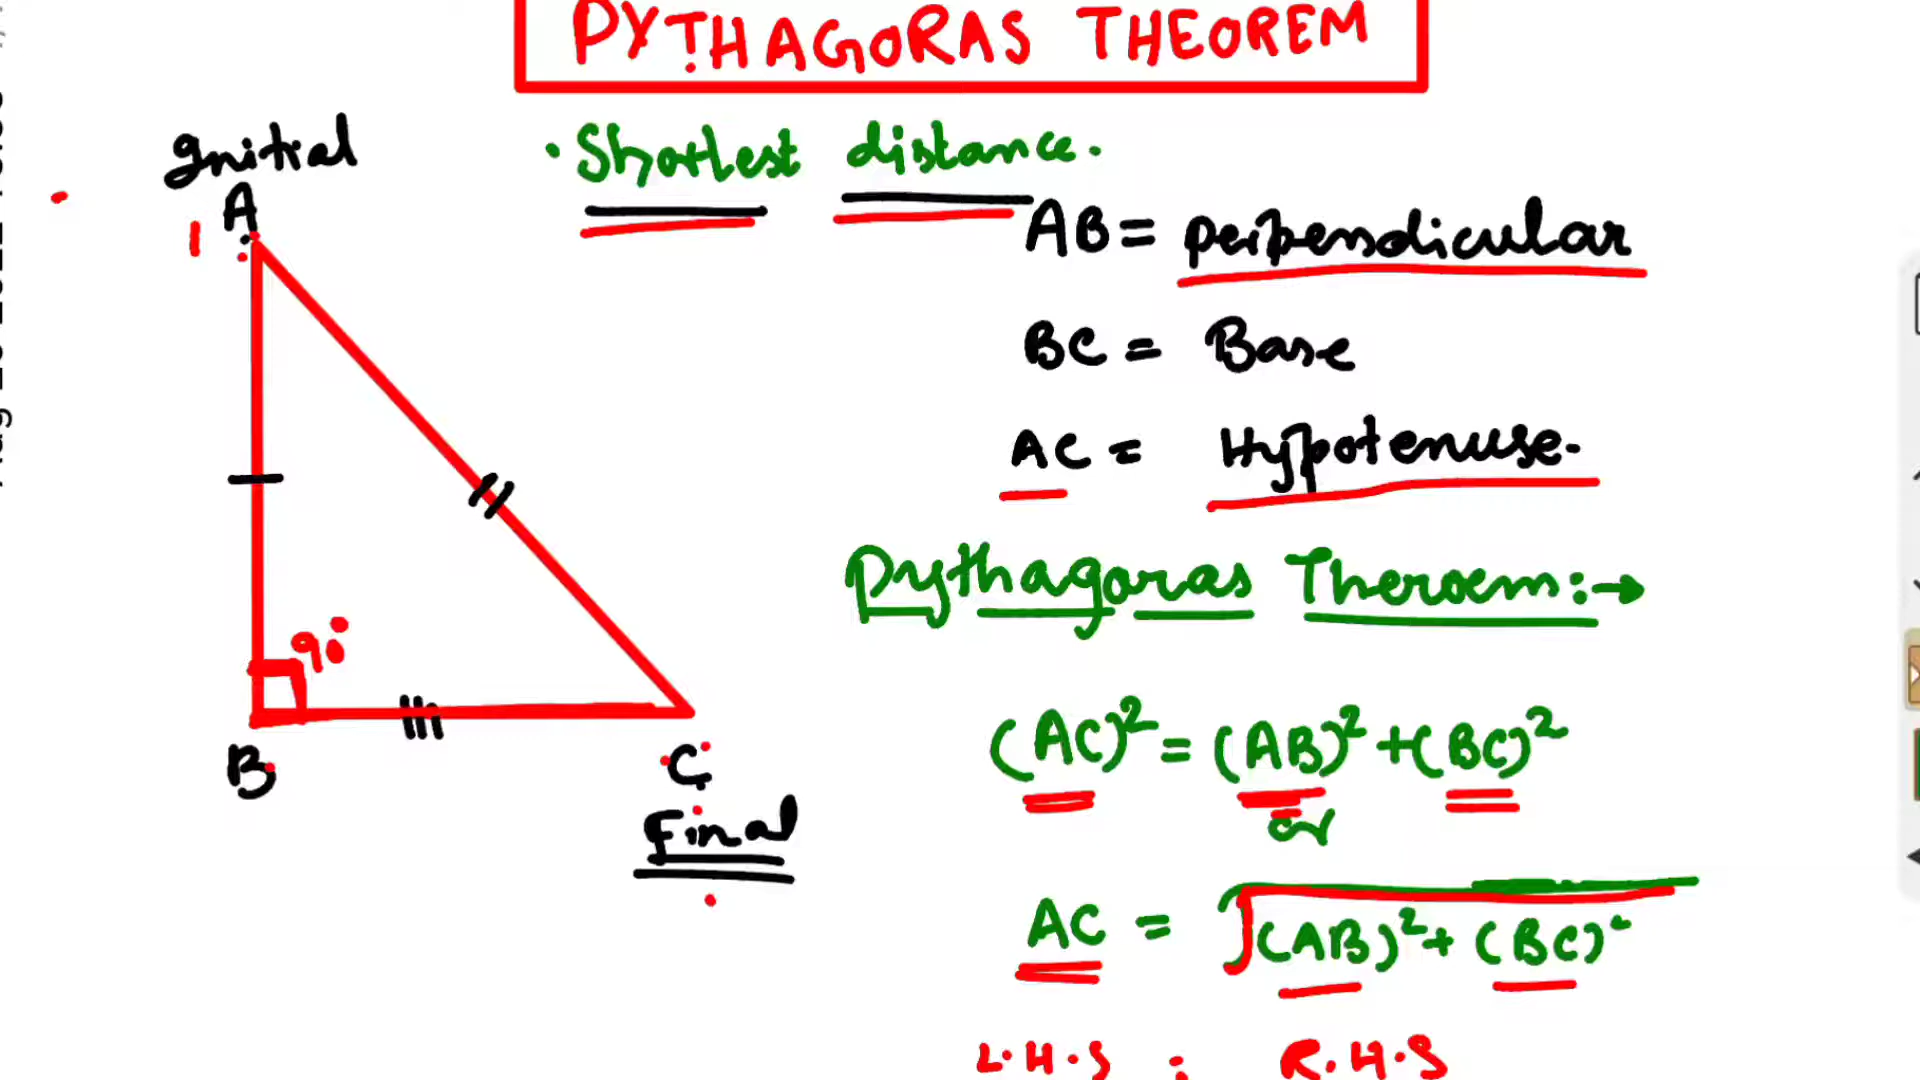 PYTHAGORAS THEOREM
Initial
A
1
• Shortest distance.
AB = perpendicular
BC = Base
AC = Hypotenuse.
Pythagoras Theroem:→
90°
B
C
Final
(AC)² = (AB)² + (BC)²
or
AC = √(AB)² + (BC)²
L.H.S : R.H.S